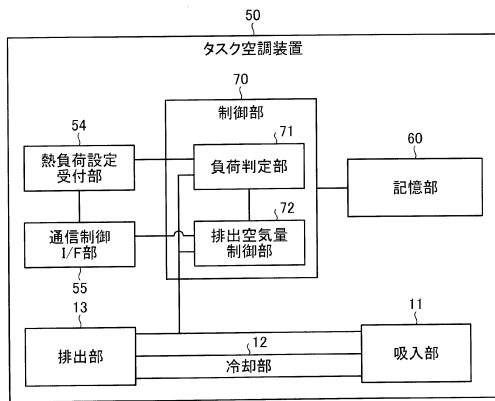 50
タスク空調装置
70
制御部
54
熱負荷設定
受付部
71
負荷判定部
60
記憶部
72
排出空気量
制御部
通信制御
I/F部
55
13
排出部
12
冷却部
11
吸入部